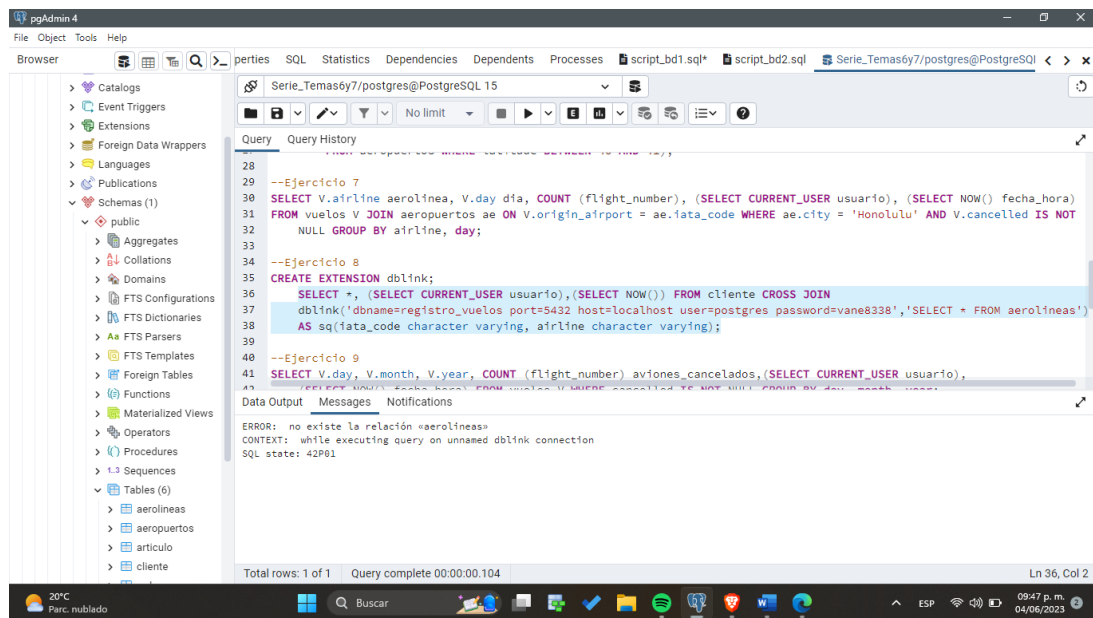 pgAdmin 4
File Object Tools Help
Browser
perties SQL Statistics Dependencies Dependents Processes script_bd1.sql* script_bd2.sql Serie_Temas6y7/postgres@PostgreSQl
Catalogs
Event Triggers
Extensions
Foreign Data Wrappers
Languages
Publications
Schemas (1)
public
Aggregates
Collations
Domains
FTS Configurations
FTS Dictionaries
Aa FTS Parsers
FTS Templates
Foreign Tables
Functions
Materialized Views
Operators
Procedures
1..3 Sequences
Tables (6)
aerolineas
aeropuertos
articulo
cliente
Serie_Temas6y7/postgres@PostgreSQL 15
No limit
E
Query Query History
28
29 --Ejercicio 7
30 SELECT V.airline aerolinea, V.day dia, COUNT (flight_number), (SELECT CURRENT_USER usuario), (SELECT NOW() fecha_hora)
31 FROM vuelos V JOIN aeropuertos ae ON V.origin_airport = ae.iata_code WHERE ae.city = 'Honolulu' AND V.cancelled IS NOT
32 NULL GROUP BY airline, day;
33
34 --Ejercicio 8
35 CREATE EXTENSION dblink;
36 SELECT *, (SELECT CURRENT_USER usuario),(SELECT NOW()) FROM cliente CROSS JOIN
37 dblink('dbname=registro_vuelos port=5432 host=localhost user=postgres password=vane8338','SELECT * FROM aerolineas')
38 AS sq(iata_code character varying, airline character varying);
39
40 --Ejercicio 9
41 SELECT V.day, V.month, V.year, COUNT (flight_number) aviones_cancelados,(SELECT CURRENT_USER usuario),
Data Output Messages Notifications
ERROR: no existe la relación «aerolineas»
CONTEXT: while executing query on unnamed dblink connection
SQL state: 42P01
Total rows: 1 of 1 Query complete 00:00:00.104 Ln 36, Col 2
20°C
Parc. nublado
Buscar
ESP
09:47 p. m.
04/06/2023
2